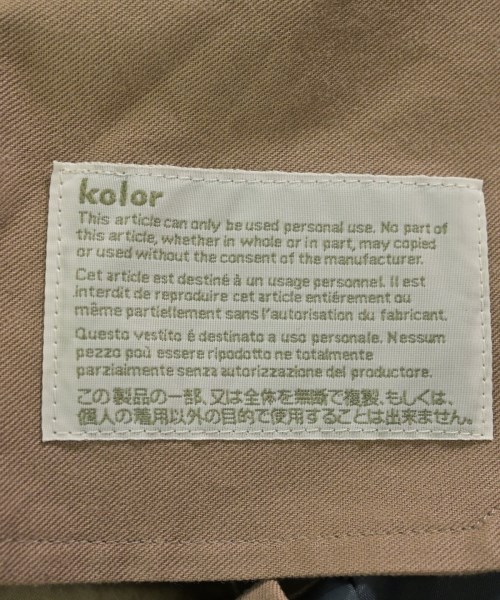 kolor
This article can only be used personal use. No part of
this article, whether in whole or in part, may copied
or used without the consent of the manufacturer.
Cet article est destiné à un usage personnel. Il est
interdit de reproduire cet article entiérement ou
même partiellement sans l'autorisation du fabricant.
Questo vestito é destinato a uso personale. Nessum
pezzo poù essere ripodotto ne totalmente
parziaimente senza autorizzazione del productore.
この製品の一部、又は全体を無断で複製、もしくは、
個人の着用以外の目的で使用することは出来ません。